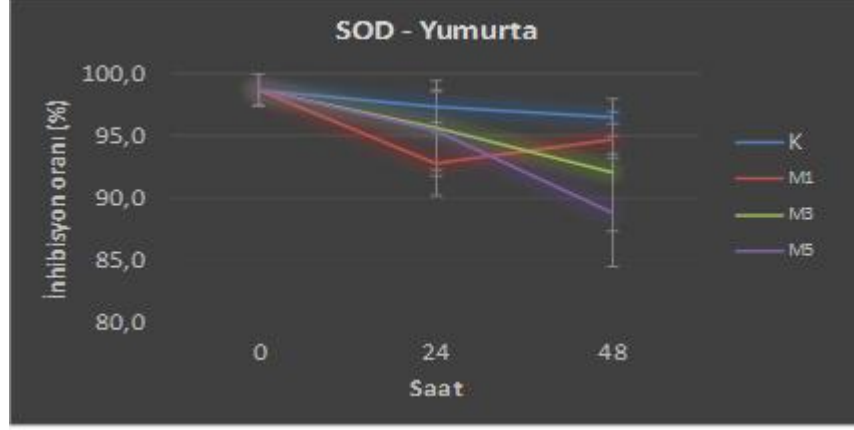 SOD - Yumurta
100,0
95,0
90,0
85,0
80,0
İnhibisyon oranı (%)
0 24 48
Saat
K
M1
M3
M5